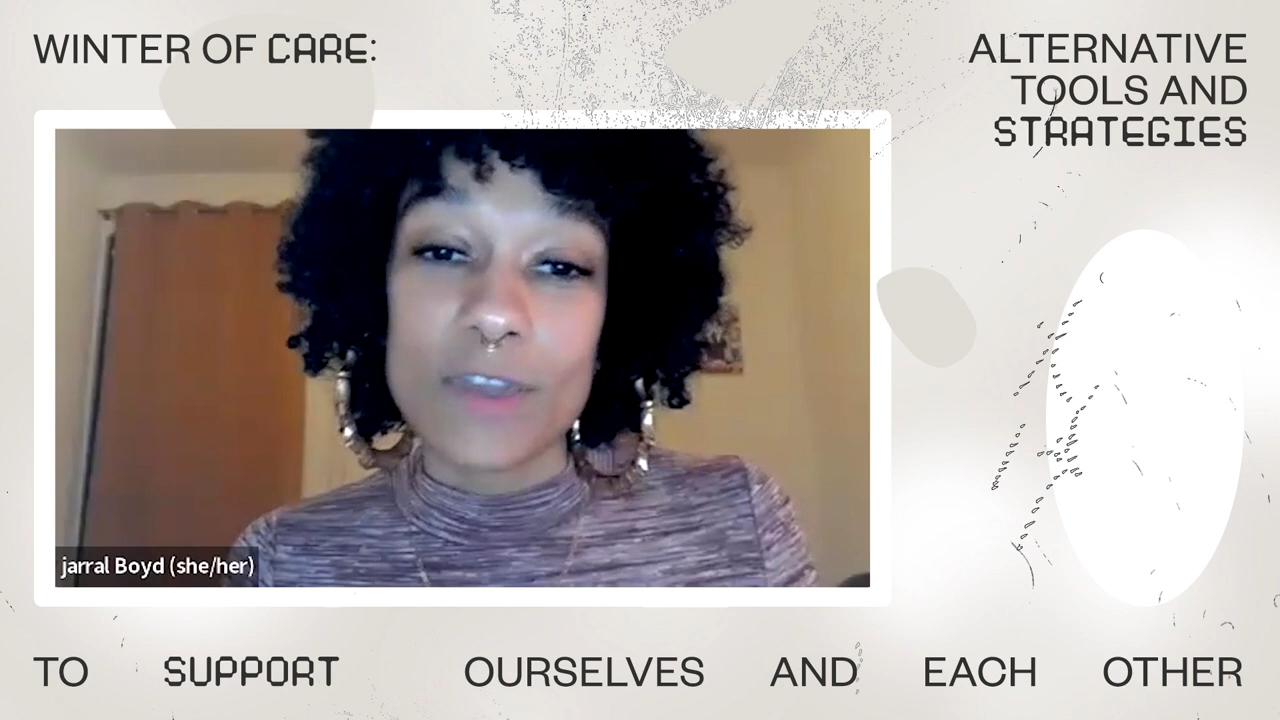 WINTER OF CARE:
ALTERNATIVE
TOOLS AND
STRATEGIES
jarral Boyd (she/her)
TO SUPPORT OURSELVES AND EACH OTHER